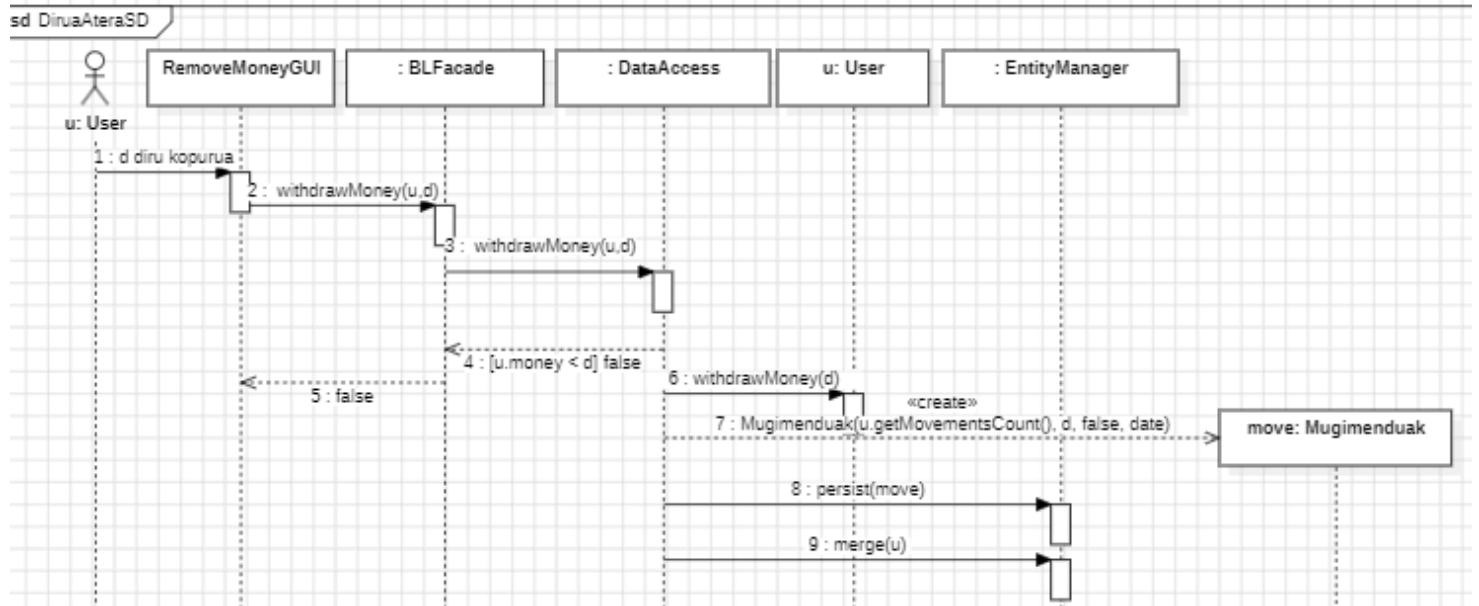 sd DiruaAteraSD
RemoveMoneyGUI
: BLFacade
: DataAccess
u: User
: EntityManager
u: User
1 : d diru kopurua
2 : withdrawMoney(u,d)
3 : withdrawMoney(u,d)
4 : [u.money < d] false
5 : false
6 : withdrawMoney(d)
«create»
7 : Mugimenduak(u.getMovementsCount(), d, false, date)
move: Mugimenduak
8 : persist(move)
9 : merge(u)